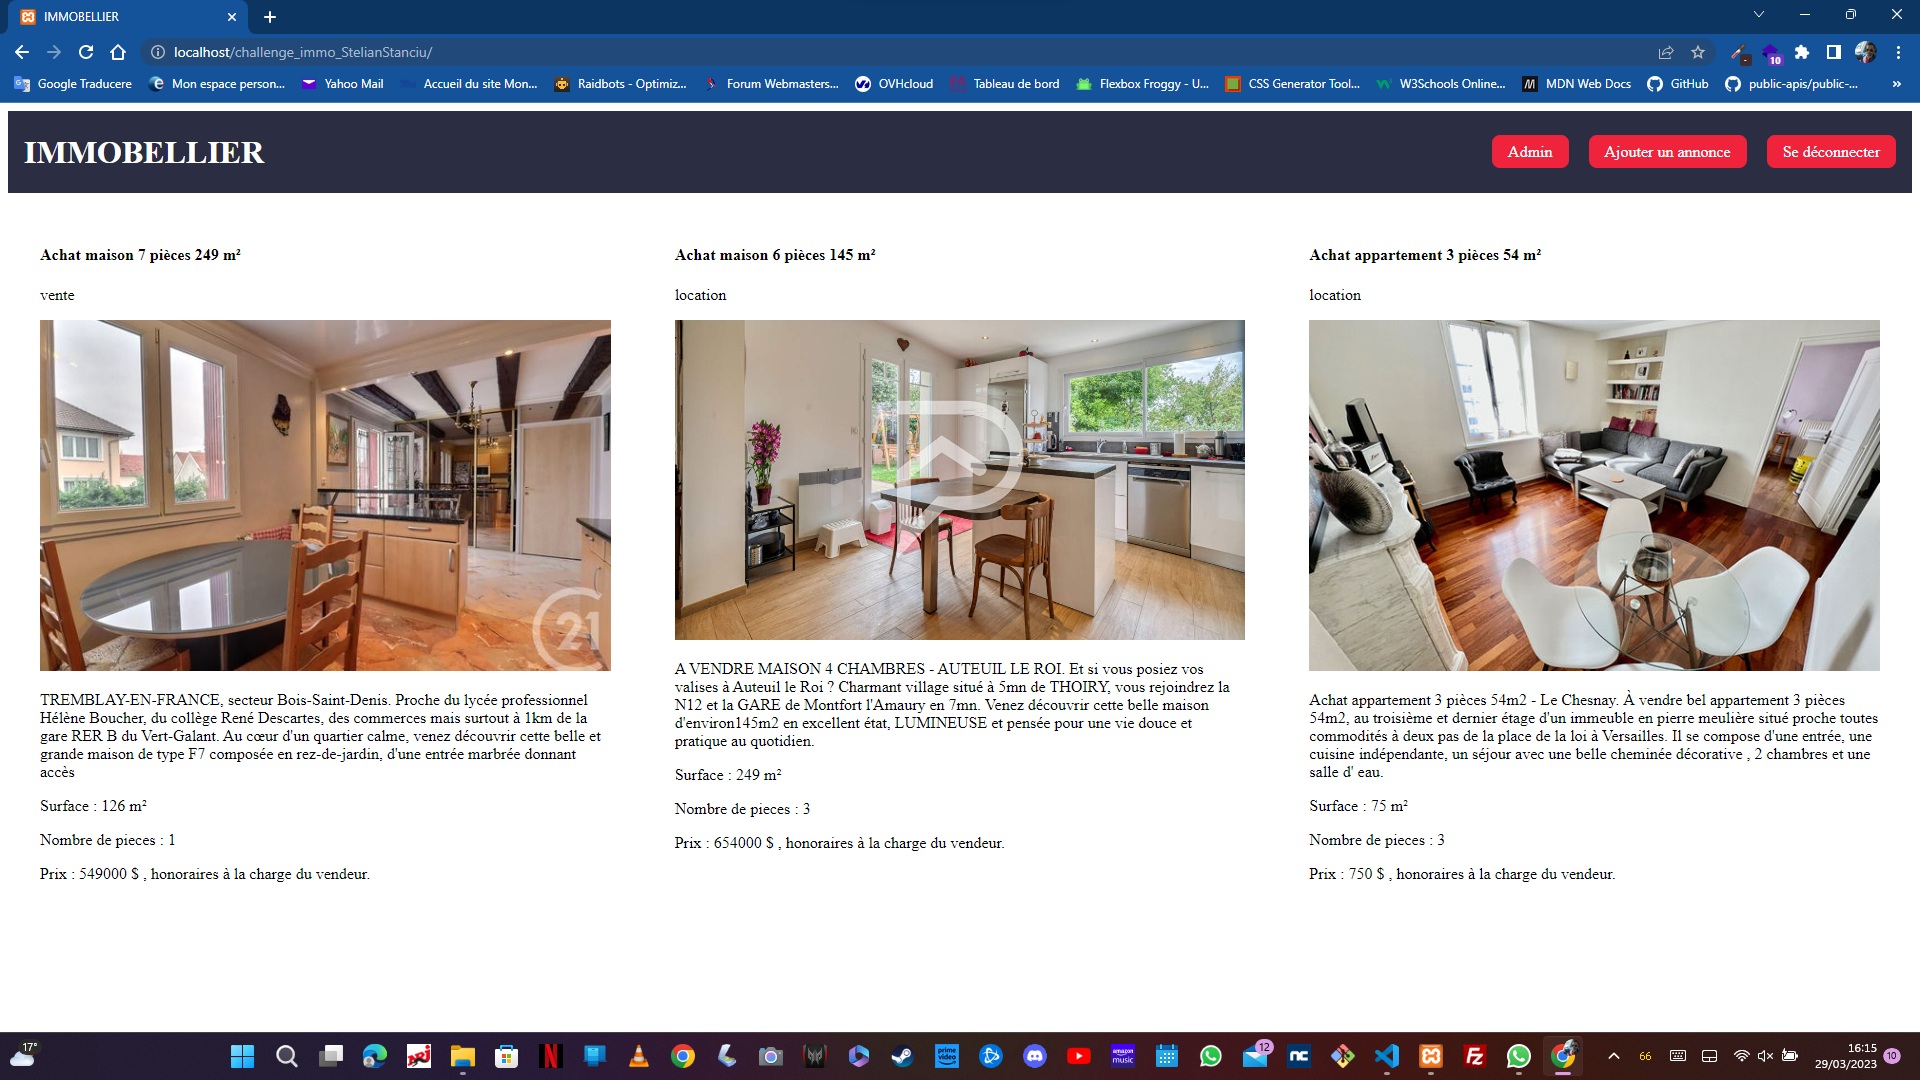 IMMOBELLIER
localhost/challenge_immo_StelianStanciu/
10
Google Traducere
Mon espace person...
Yahoo Mail
Accueil du site Mon...
Raidbots - Optimiz...
Forum Webmasters...
OVHcloud
Tableau de bord
Flexbox Froggy - U...
CSS Generator Tool...
W3Schools Online...
MDN Web Docs
GitHub
public-apis/public-...
IMMOBELLIER
Admin
Ajouter un annonce
Se déconnecter
Achat maison 7 pièces 249 m²
vente
21
TREMBLAY-EN-FRANCE, secteur Bois-Saint-Denis. Proche du lycée professionnel
Hélène Boucher, du collège René Descartes, des commerces mais surtout à 1km de la
gare RER B du Vert-Galant. Au cœur d'un quartier calme, venez découvrir cette belle et
grande maison de type F7 composée en rez-de-jardin, d'une entrée marbrée donnant
accès
Surface : 126 m²
Nombre de pieces : 1
Prix : 549000 $ , honoraires à la charge du vendeur.
Achat maison 6 pièces 145 m²
location
A VENDRE MAISON 4 CHAMBRES - AUTEUIL LE ROI. Et si vous posiez vos
valises à Auteuil le Roi ? Charmant village situé à 5mn de THOIRY, vous rejoindrez la
N12 et la GARE de Montfort l'Amaury en 7mn. Venez découvrir cette belle maison
d'environ145m2 en excellent état, LUMINEUSE et pensée pour une vie douce et
pratique au quotidien.
Surface : 249 m²
Nombre de pieces : 3
Prix : 654000 $ , honoraires à la charge du vendeur.
Achat appartement 3 pièces 54 m²
location
Achat appartement 3 pièces 54m2 - Le Chesnay. À vendre bel appartement 3 pièces
54m2, au troisième et dernier étage d'un immeuble en pierre meulière situé proche toutes
commodités à deux pas de la place de la loi à Versailles. Il se compose d'une entrée, une
cuisine indépendante, un séjour avec une belle cheminée décorative , 2 chambres et une
salle d' eau.
Surface : 75 m²
Nombre de pieces : 3
Prix : 750 $ , honoraires à la charge du vendeur.
17°
NRJ
prime video
amazon music
12
nc
66
16:15
29/03/2023
10